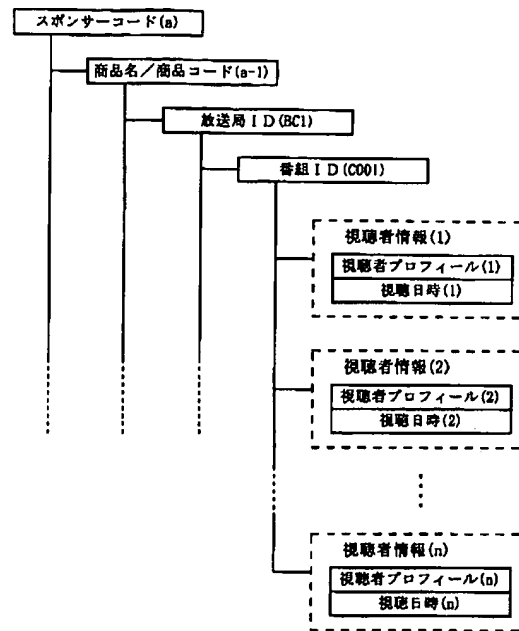 スポンサーコード(a)
商品名／商品コード(a-1)
放送局ID(BC1)
番組ID(C001)
視聴者情報(1)
視聴者プロフィール(1)
視聴日時(1)
視聴者情報(2)
視聴者プロフィール(2)
視聴日時(2)
視聴者情報(n)
視聴者プロフィール(n)
視聴日時(n)